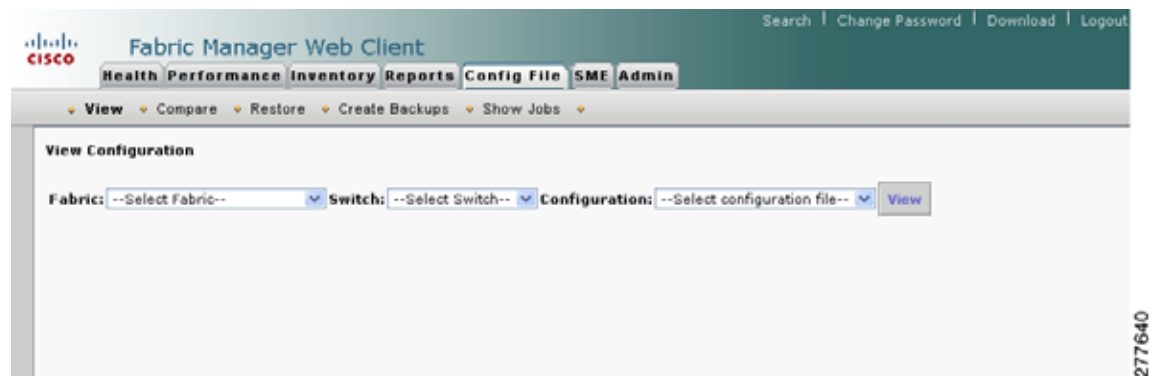 Search | Change Password | Download | Logout
CISCO
Fabric Manager Web Client
Health Performance Inventory Reports Config File SME Admin
View Compare Restore Create Backups Show Jobs
View Configuration
Fabric: --Select Fabric-- Switch: --Select Switch-- Configuration: --Select configuration file-- View
277640